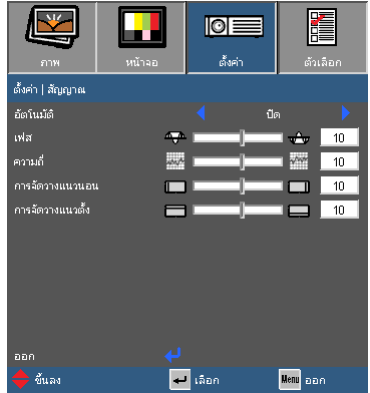 ภาพ หน้าจอ ตั้งค่า ตัวเลือก
ตั้งค่า | สัญญาณ
อัตโนมัติ ปิด
เฟส 10
ความถี่ 10
การจัดวางแนวนอน 10
การจัดวางแนวตั้ง 10
ออก
ขึ้นลง เลือก Menu ออก